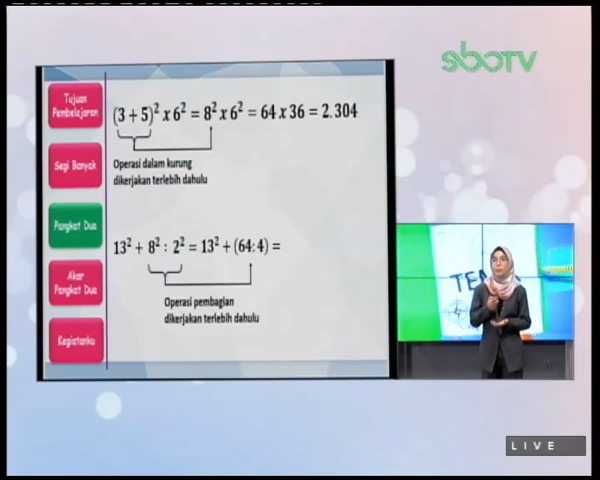 sbOTV
Tujuan
Pembelajaran
Segi Banyak
Pangkat Dua
Akar
Pangkat Dua
Kegiatanku
(3 + 5)² x 6² = 8² x 6² = 64 x 36 = 2.304
Operasi dalam kurung
dikerjakan terlebih dahulu
13² + 8² : 2² = 13² + (64:4) =
Operasi pembagian
dikerjakan terlebih dahulu
LIVE